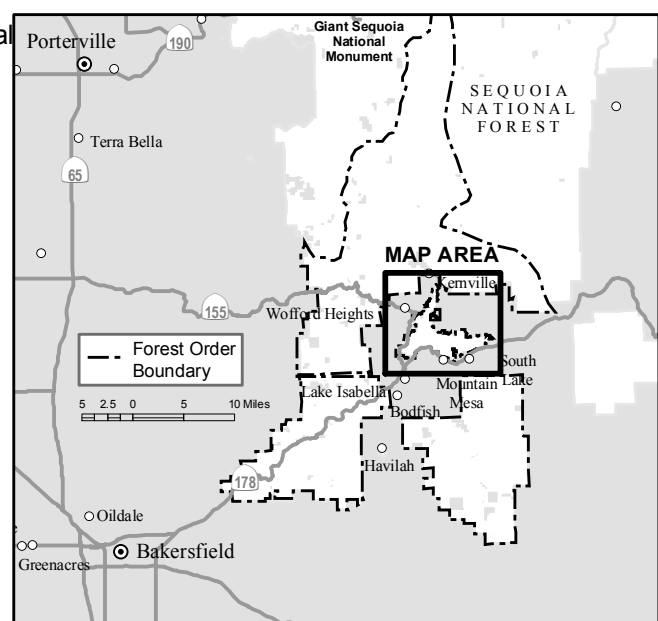 al
Porterville
190
Giant Sequoia
National
Monument
SEQUOIA
NATIONAL
FOREST
Terra Bella
65
MAP AREA
Kernville
155
Wofford Heights
Forest Order
Boundary
5 2.5 0 5 10 Miles
Lake Isabella
South
Lake
Mountain
Mesa
Bodfish
Havilah
178
Oildale
e
Greenacres
Bakersfield